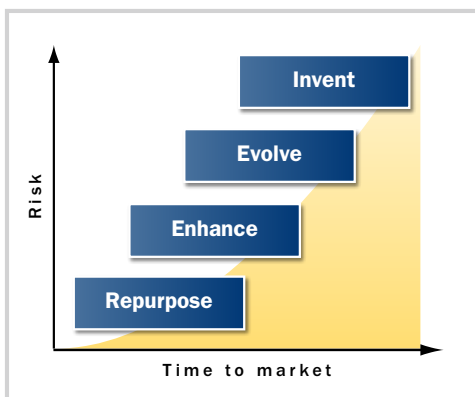 Invent
Evolve
Enhance
Repurpose
Risk
Time to market